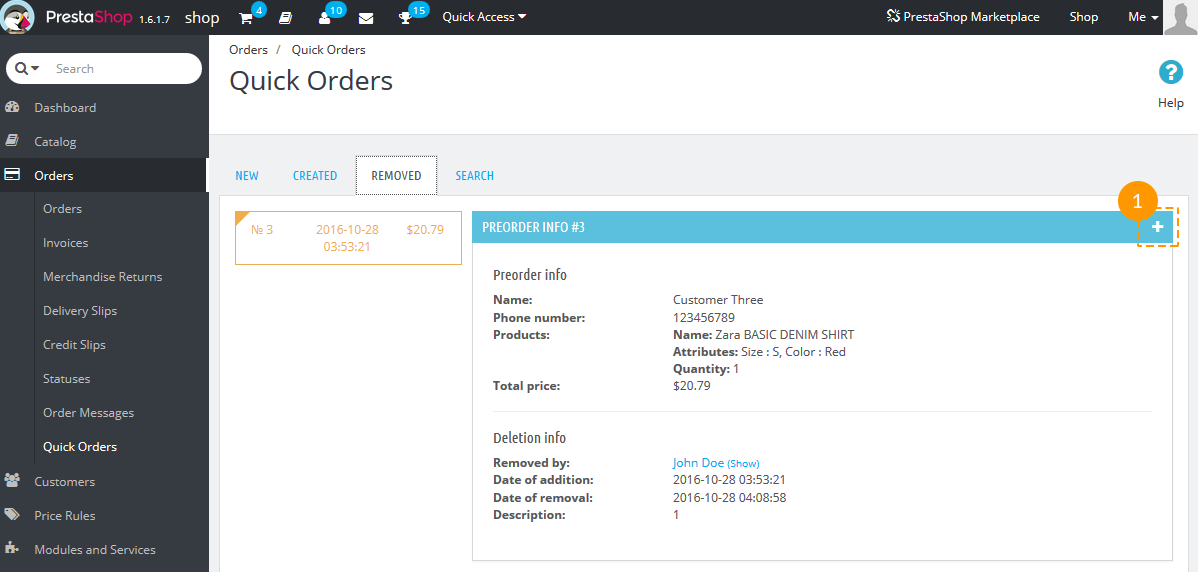 PrestaShop 1.6.1.7 shop 4 10 15 Quick Access PrestaShop Marketplace Shop Me
Search
Dashboard
Catalog
Orders
Orders
Invoices
Merchandise Returns
Delivery Slips
Credit Slips
Statuses
Order Messages
Quick Orders
Customers
Price Rules
Modules and Services
Orders / Quick Orders
Quick Orders
?
Help
NEW CREATED REMOVED SEARCH
№ 3 2016-10-28 $20.79
03:53:21
1
PREORDER INFO #3 +
Preorder info
Name: Customer Three
Phone number: 123456789
Products: Name: Zara BASIC DENIM SHIRT
Attributes: Size : S, Color : Red
Quantity: 1
Total price: $20.79
Deletion info
Removed by: John Doe (Show)
Date of addition: 2016-10-28 03:53:21
Date of removal: 2016-10-28 04:08:58
Description: 1